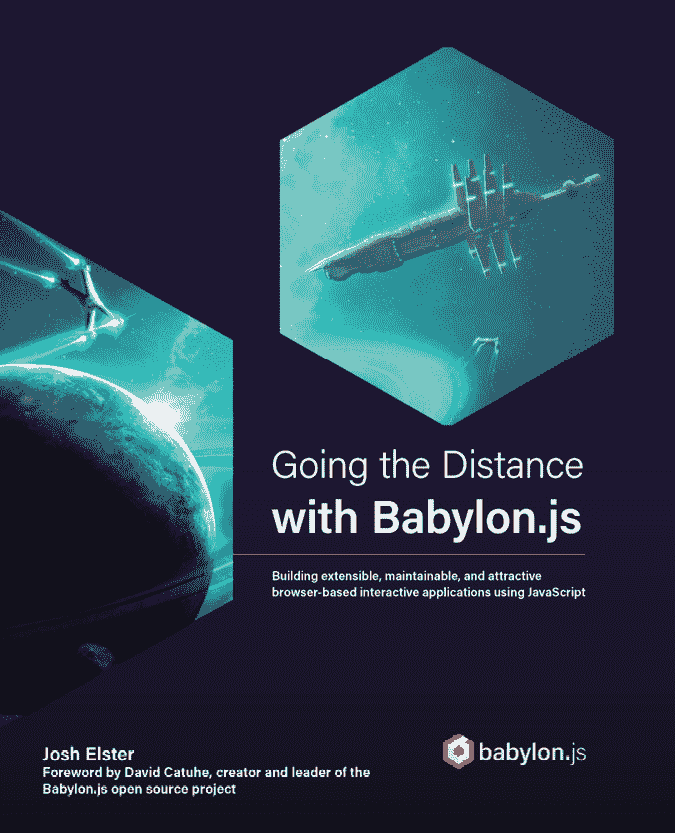 Going the Distance
with Babylon.js
Building extensible, maintainable, and attractive
browser-based interactive applications using JavaScript
Josh Elster
Foreword by David Catuhe, creator and leader of the
Babylon.js open source project
babylon.js